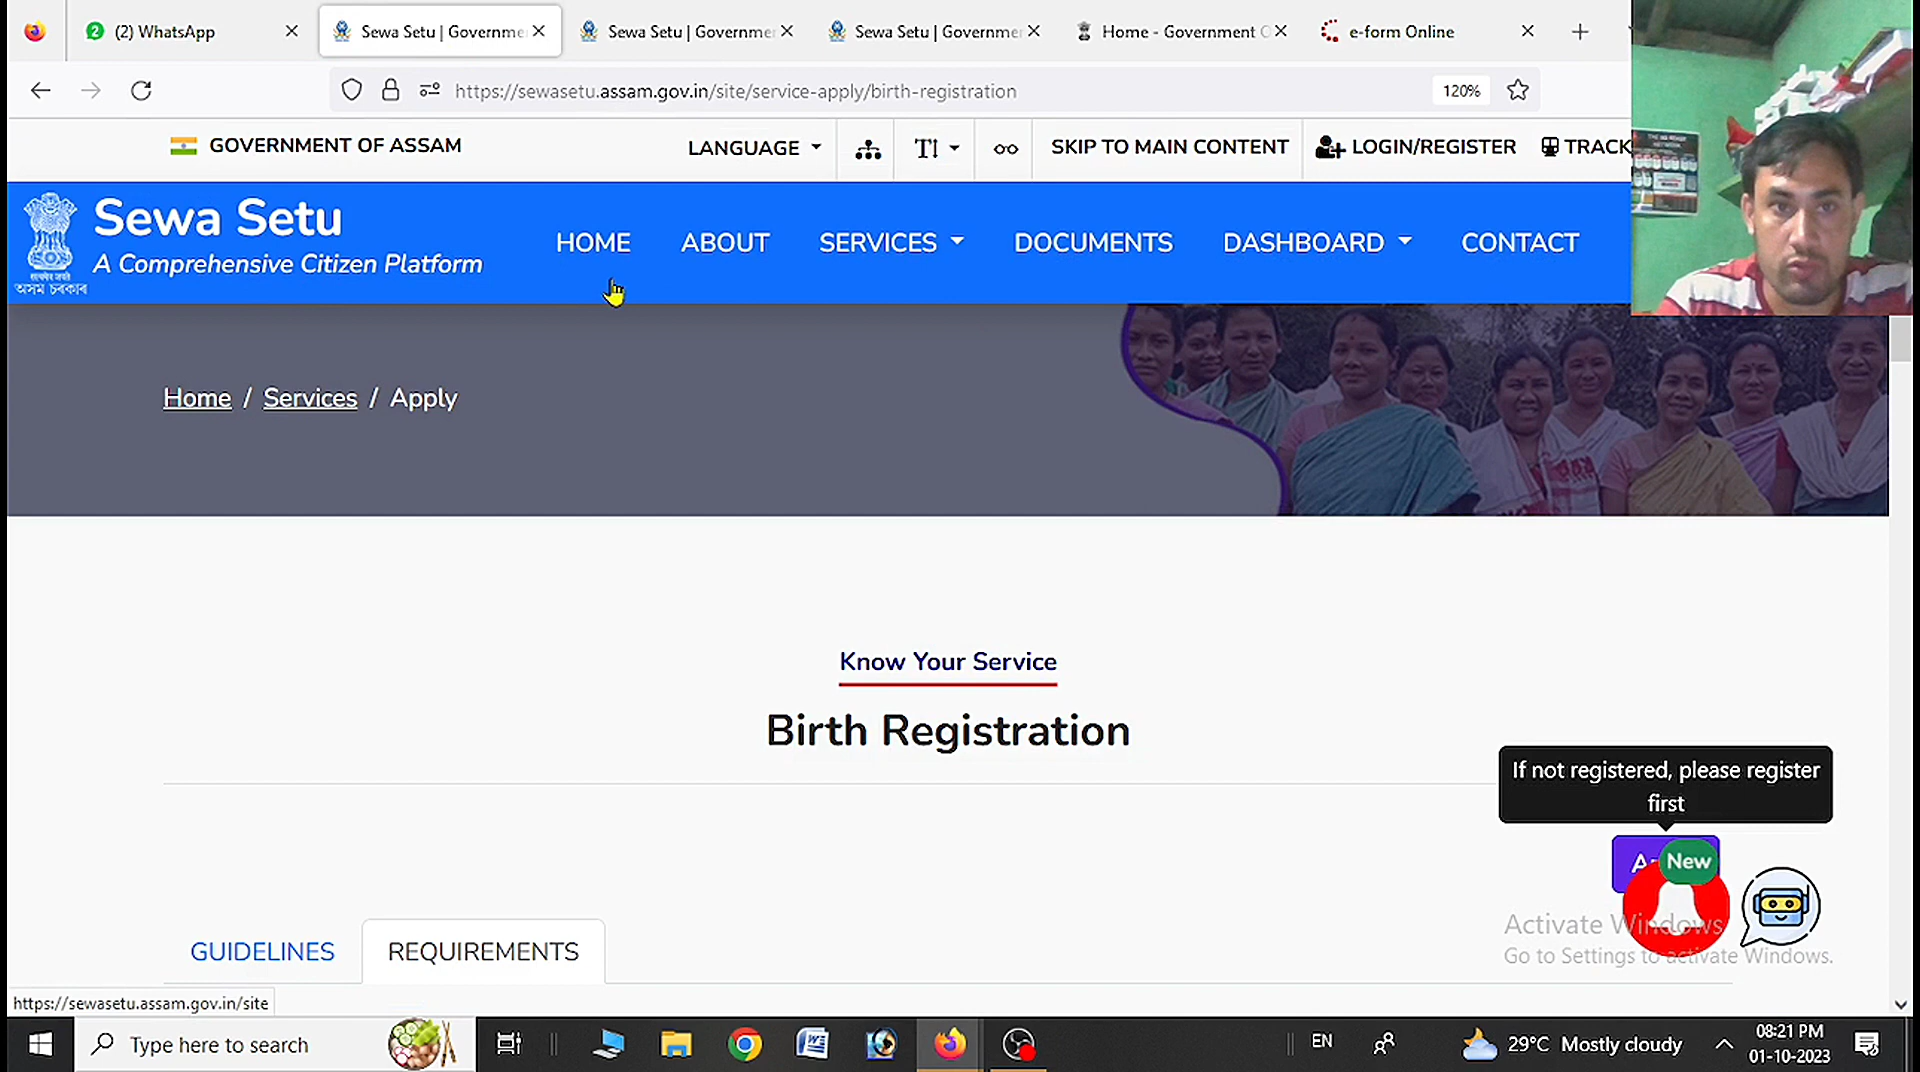 (2) WhatsApp
Sewa Setu | Governme
Sewa Setu | Governme
Sewa Setu | Governme
Home - Government O
e-form Online
https://sewasetu.assam.gov.in/site/service-apply/birth-registration
120%
GOVERNMENT OF ASSAM
LANGUAGE
SKIP TO MAIN CONTENT
LOGIN/REGISTER
TRACK
Sewa Setu
A Comprehensive Citizen Platform
অসম চৰকাৰ
HOME
ABOUT
SERVICES
DOCUMENTS
DASHBOARD
CONTACT
Home / Services / Apply
Know Your Service
Birth Registration
If not registered, please register
first
New
GUIDELINES
REQUIREMENTS
Activate Windows
Go to Settings to activate Windows.
https://sewasetu.assam.gov.in/site
Type here to search
EN
29°C Mostly cloudy
08:21 PM
01-10-2023